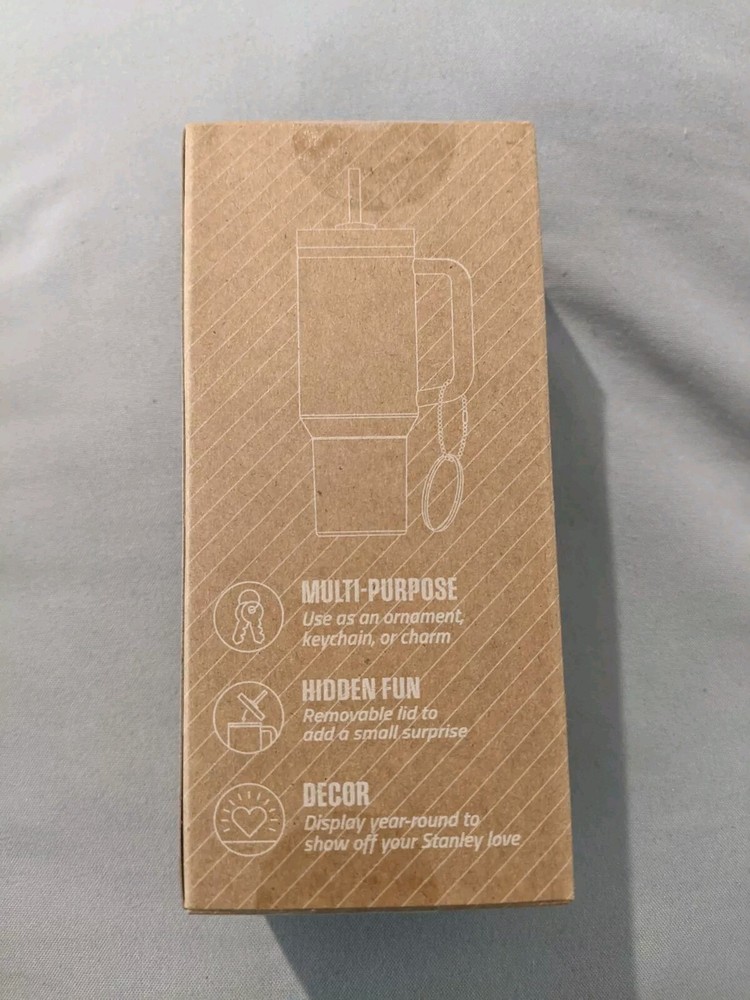 MULTI-PURPOSE
Use as an ornament,
keychain, or charm
HIDDEN FUN
Removable lid to
add a small surprise
DECOR
Display year-round to
show off your Stanley love